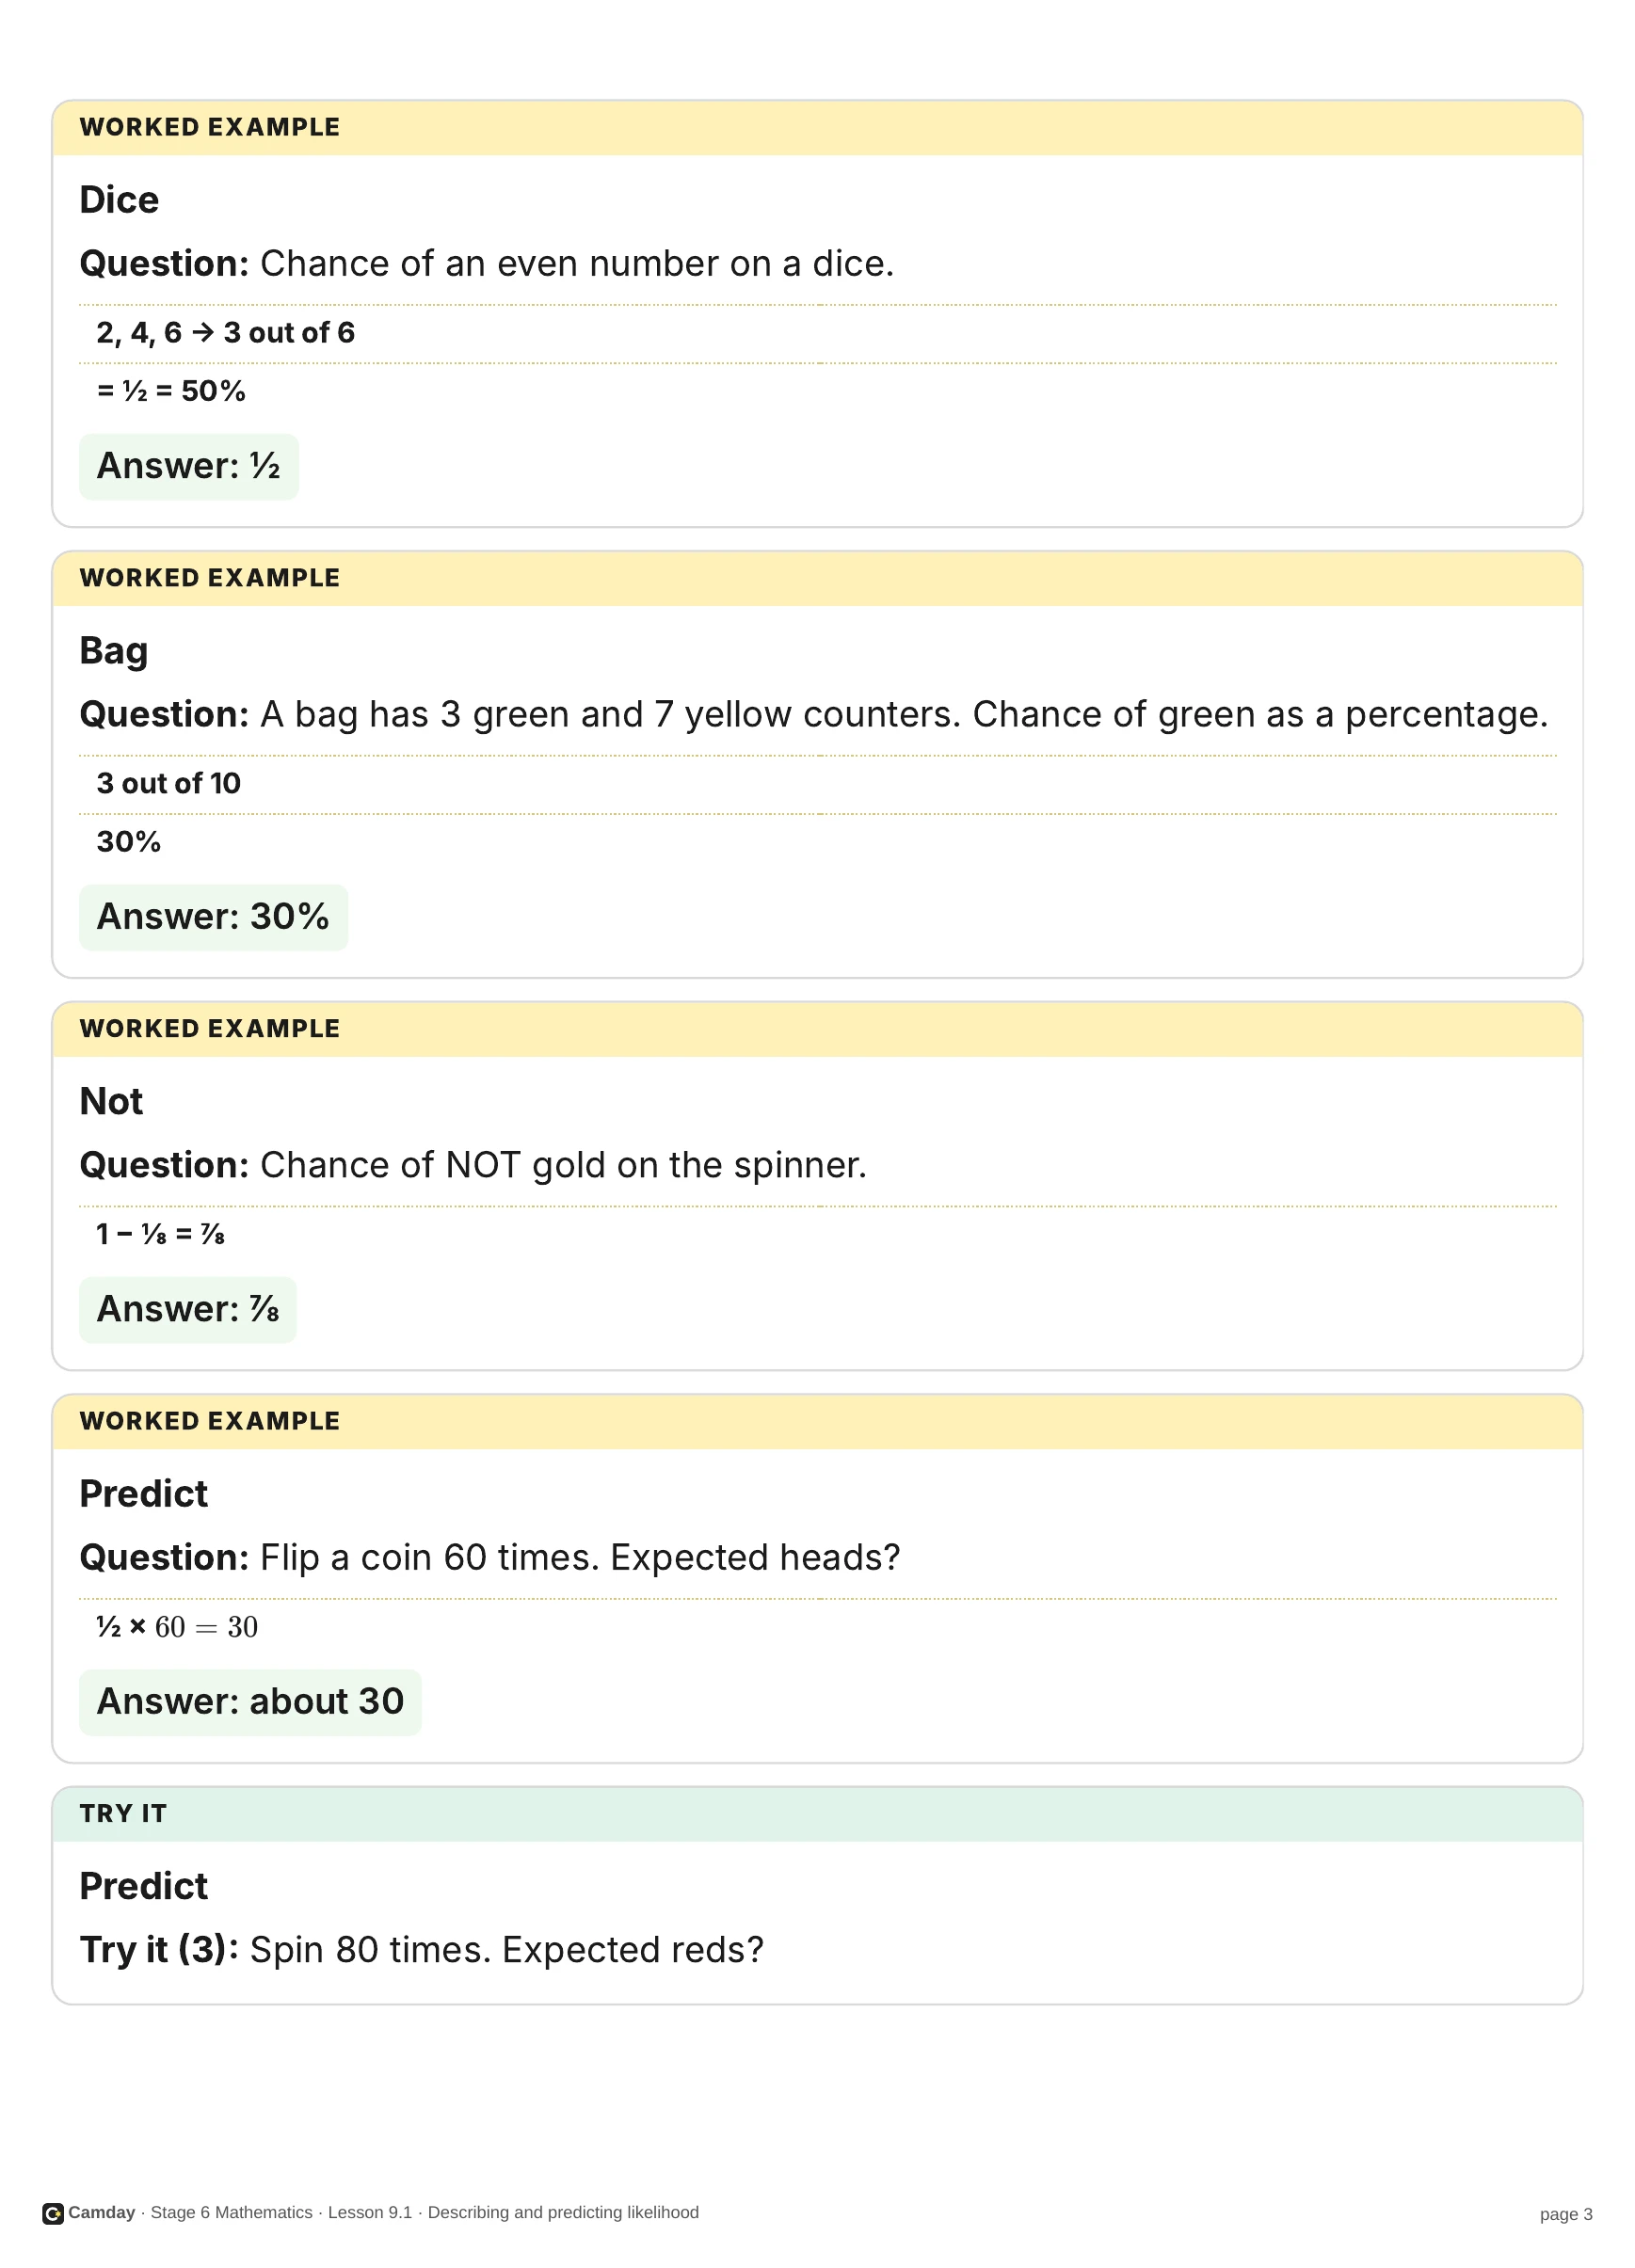 WORKED EXAMPLE
Dice
Question: Chance of an even number on a dice.
2, 4, 6 → 3 out of 6
= ½ = 50%
Answer: ½
WORKED EXAMPLE
Bag
Question: A bag has 3 green and 7 yellow counters. Chance of green as a percentage.
3 out of 10
30%
Answer: 30%
WORKED EXAMPLE
Not
Question: Chance of NOT gold on the spinner.
1 − ⅛ = ⅞
Answer: ⅞
WORKED EXAMPLE
Predict
Question: Flip a coin 60 times. Expected heads?
½ × 60 = 30
Answer: about 30
TRY IT
Predict
Try it (3): Spin 80 times. Expected reds?
Camday · Stage 6 Mathematics · Lesson 9.1 · Describing and predicting likelihood
page 3